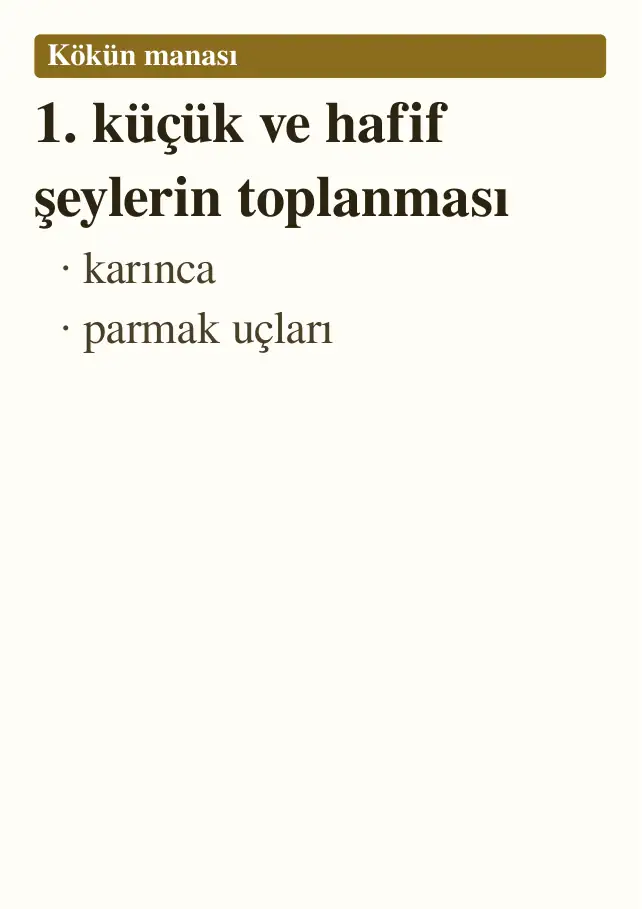 Kökün manası
1. küçük ve hafif
şeylerin toplanması
· karınca
· parmak uçları